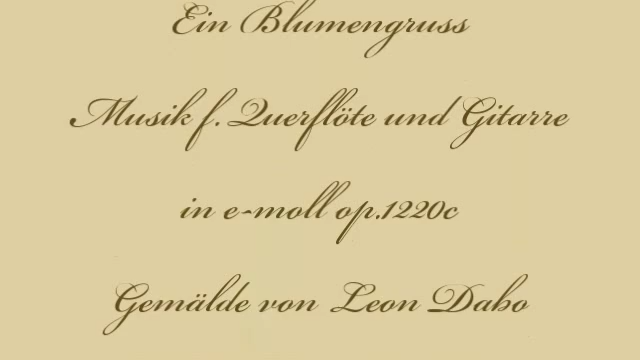 Ein Blumengruss
Musik f. Querflöte und Gitarre
in e-moll op.1220c
Gemälde von Leon Dabo